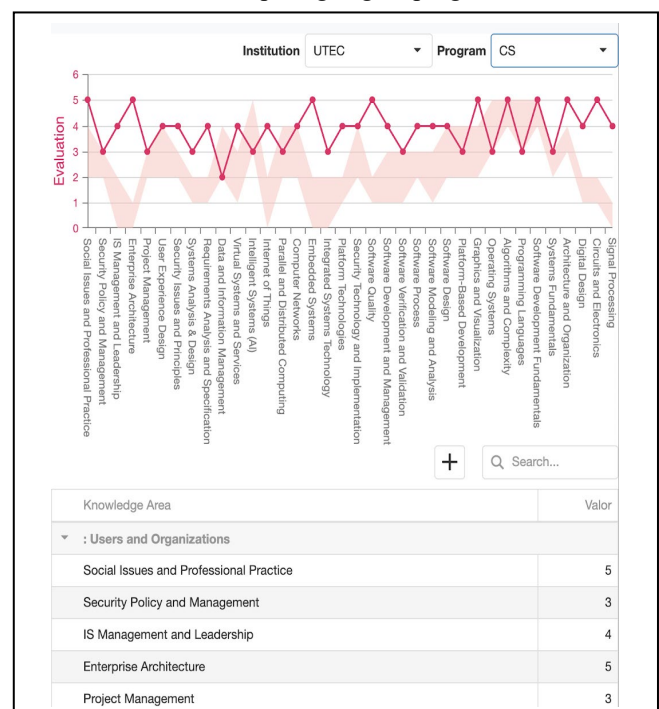 Institution UTEC Program CS
Evaluation
6
5
4
3
2
1
0
Social Issues and Professional Practice
Security Policy and Management
IS Management and Leadership
Enterprise Architecture
Project Management
User Experience Design
Security Issues and Principles
Systems Analysis & Design
Requirements Analysis and Specification
Data and Information Management
Virtual Systems and Services
Intelligent Systems (AI)
Internet of Things
Parallel and Distributed Computing
Computer Networks
Embedded Systems
Integrated Systems Technology
Platform Technologies
Security Technology and Implementation
Software Quality
Software Development and Management
Software Verification and Validation
Software Process
Software Modeling and Analysis
Software Design
Platform-Based Development
Graphics and Visualization
Operating Systems
Algorithms and Complexity
Programming Languages
Software Development Fundamentals
Systems Fundamentals
Architecture and Organization
Digital Design
Circuits and Electronics
Signal Processing
+ Search...
Knowledge Area Valor
: Users and Organizations
Social Issues and Professional Practice 5
Security Policy and Management 3
IS Management and Leadership 4
Enterprise Architecture 5
Project Management 3